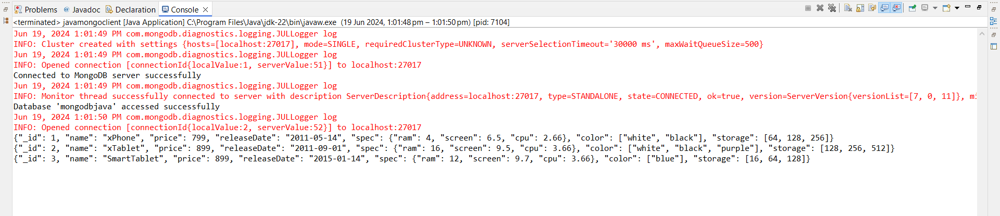 Problems @ Javadoc Declaration Console
<terminated> javamongoclient [Java Application] C:\Program Files\Java\jdk-22\bin\javaw.exe (19 Jun 2024, 1:01:48 pm – 1:01:50 pm) [pid: 7104]
Jun 19, 2024 1:01:49 PM com.mongodb.diagnostics.logging.JULLogger log
INFO: Cluster created with settings {hosts=[localhost:27017], mode=SINGLE, requiredClusterType=UNKNOWN, serverSelectionTimeout='30000 ms', maxWaitQueueSize=500}
Jun 19, 2024 1:01:49 PM com.mongodb.diagnostics.logging.JULLogger log
INFO: Opened connection [connectionId{localValue:1, serverValue:51}] to localhost:27017
Connected to MongoDB server successfully
Jun 19, 2024 1:01:49 PM com.mongodb.diagnostics.logging.JULLogger log
INFO: Monitor thread successfully connected to server with description ServerDescription{address=localhost:27017, type=STANDALONE, state=CONNECTED, ok=true, version=ServerVersion{versionList=[7, 0, 11]}, mi
Database 'mongodbjava' accessed successfully
Jun 19, 2024 1:01:50 PM com.mongodb.diagnostics.logging.JULLogger log
INFO: Opened connection [connectionId{localValue:2, serverValue:52}] to localhost:27017
{"_id": 1, "name": "xPhone", "price": 799, "releaseDate": "2011-05-14", "spec": {"ram": 4, "screen": 6.5, "cpu": 2.66}, "color": ["white", "black"], "storage": [64, 128, 256]}
{"_id": 2, "name": "xTablet", "price": 899, "releaseDate": "2011-09-01", "spec": {"ram": 16, "screen": 9.5, "cpu": 3.66}, "color": ["white", "black", "purple"], "storage": [128, 256, 512]}
{"_id": 3, "name": "SmartTablet", "price": 899, "releaseDate": "2015-01-14", "spec": {"ram": 12, "screen": 9.7, "cpu": 3.66}, "color": ["blue"], "storage": [16, 64, 128]}